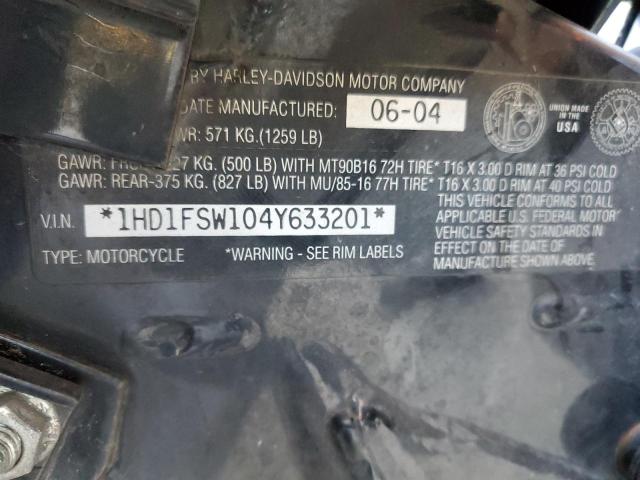 BY HARLEY-DAVIDSON MOTOR COMPANY
DATE MANUFACTURED: 06-04
UNION MADE IN THE USA
571 KG.(1259 LB)
GAWR: KG. (500 LB) WITH MT90B16 72H TIRE* T16 X 3.00 D RIM AT 36 PSI COLD
GAWR: REAR-375 KG. (827 LB) WITH MU/85-16 77H TIRE* T16 X 3.00 D RIM AT 40 PSI COLD
THIS VEHICLE CONFORMS TO ALL
APPLICABLE U.S. FEDERAL MOTOR
VEHICLE SAFETY STANDARDS IN
EFFECT ON THE DATE OF
MANUFACTURE SHOWN ABOVE.
V.I.N. *1HD1FSW104Y633201*
TYPE: MOTORCYCLE *WARNING - SEE RIM LABELS